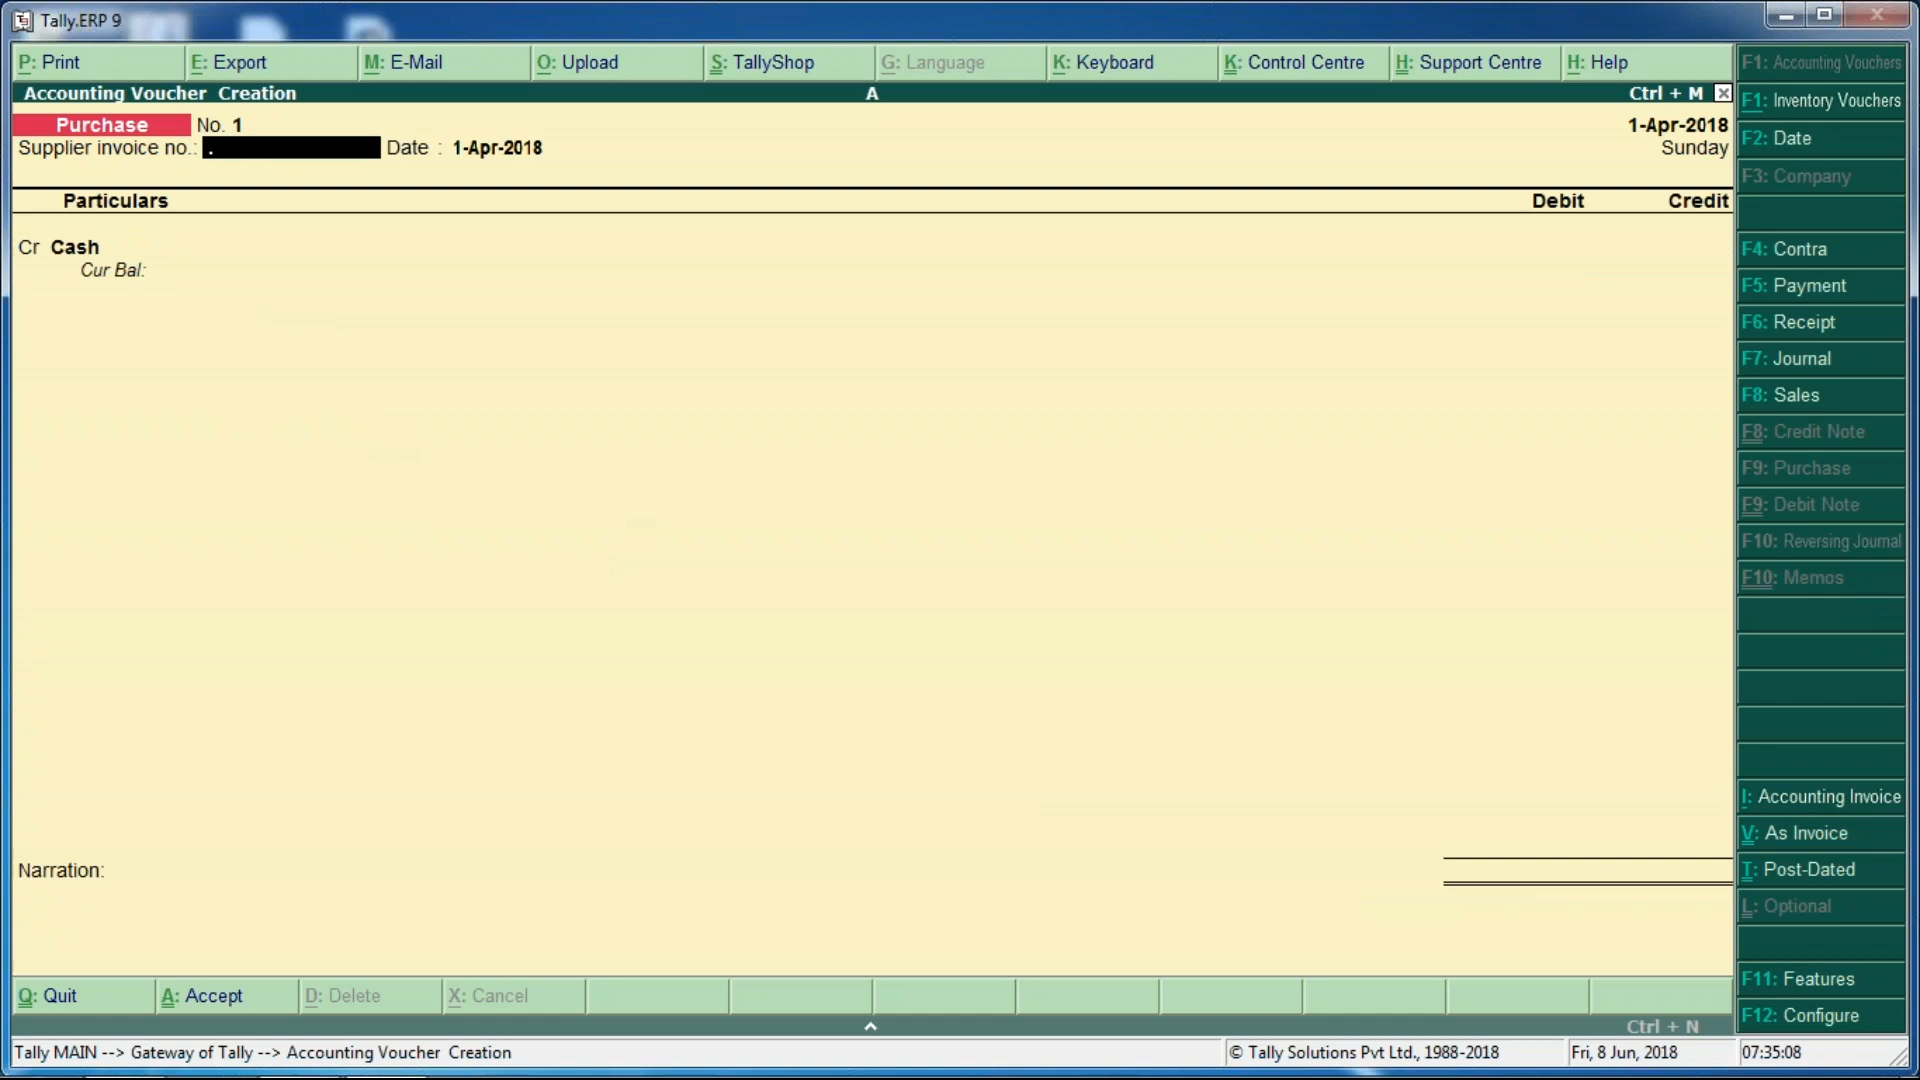 Tally.ERP 9
P: Print E: Export M: E-Mail O: Upload S: TallyShop G: Language K: Keyboard K: Control Centre H: Support Centre H: Help
Accounting Voucher Creation A Ctrl + M
Purchase No. 1 1-Apr-2018
Supplier invoice no.: . Date : 1-Apr-2018 Sunday
Particulars Debit Credit
Cr Cash
Cur Bal:
Narration:
F1: Accounting Vouchers
F1: Inventory Vouchers
F2: Date
F3: Company
F4: Contra
F5: Payment
F6: Receipt
F7: Journal
F8: Sales
F8: Credit Note
F9: Purchase
F9: Debit Note
F10: Reversing Journal
F10: Memos
I: Accounting Invoice
V: As Invoice
T: Post-Dated
L: Optional
F11: Features
F12: Configure
Q: Quit A: Accept D: Delete X: Cancel
Ctrl + N
Tally MAIN --> Gateway of Tally --> Accounting Voucher Creation © Tally Solutions Pvt Ltd., 1988-2018 Fri, 8 Jun, 2018 07:35:08